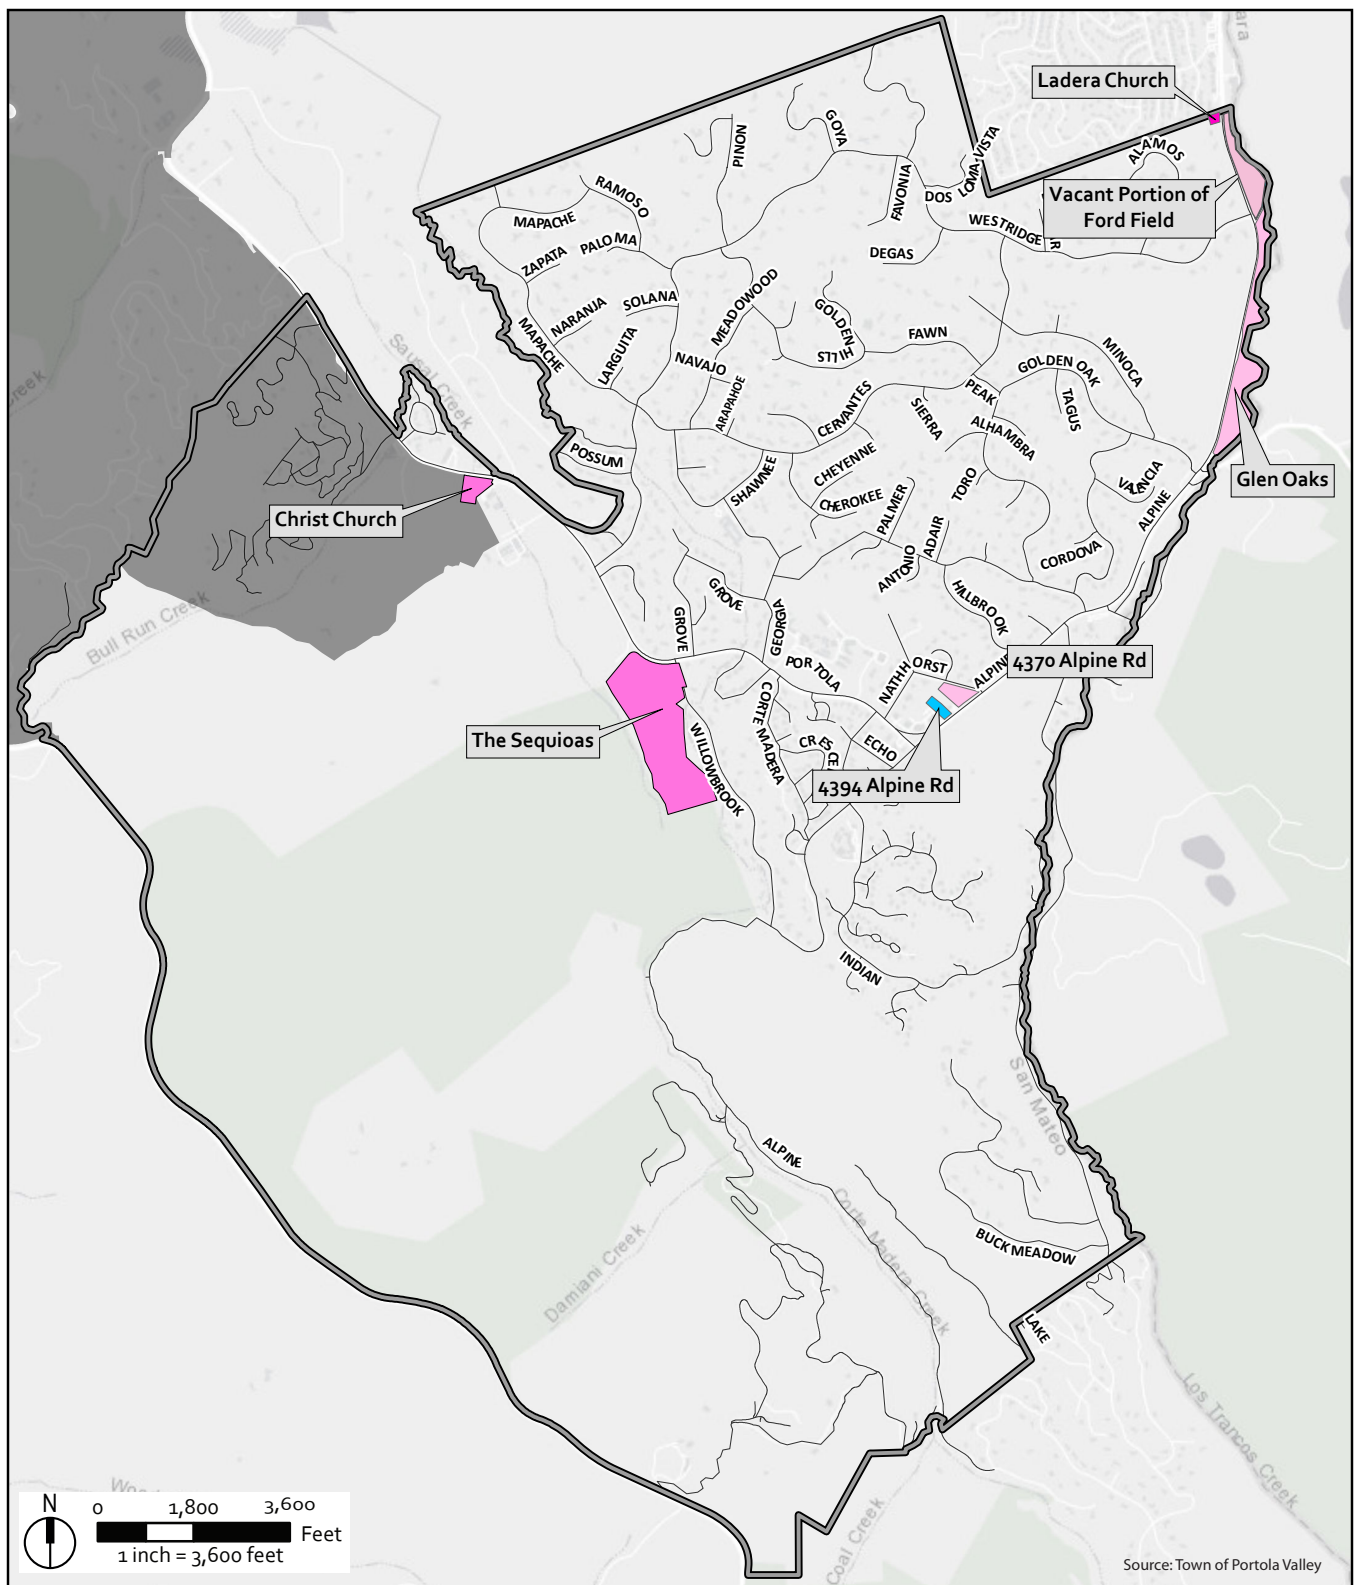 ara
Ladera Church
PINON
GOYA
LOMA VISTA
ALAMOS
RAMOSO
FAVONIA
DOS
Vacant Portion of
Ford Field
MAPACHE
WESTRIDGE
ZAPATA
PALOMA
DEGAS
NARANJA
SOLANA
MEADOWOOD
GOLDEN
HILLS
FAWN
MINOCA
Sausal Creek
MAPACHE
LARGUITA
NAVAJO
GOLDEN OAK
Creek
ARAPAHOE
CERVANTES
PEAK
TAGUS
SIERRA
ALHAMBRA
POSSUM
SHAWNEE
CHEYENNE
VALENCIA
Glen Oaks
CHEROKEE
PALMER
TORO
ALPINE
Christ Church
ADAIR
ANTONIO
CORDOVA
Bull Run Creek
GROVE
HILLBROOK
GROVE
GEORGIA
4370 Alpine Rd
PORTOLA
NATHHORST
ALPINE
The Sequioas
CORTE MADERA
WILLOWBROOK
ECHO
4394 Alpine Rd
INDIAN
San Mateo
ALPINE
Corte Madera Creek
Damiani Creek
BUCK MEADOW
LAKE
Los Trancos Creek
Coal Creek
N
0 1,800 3,600
Feet
1 inch = 3,600 feet
Source: Town of Portola Valley